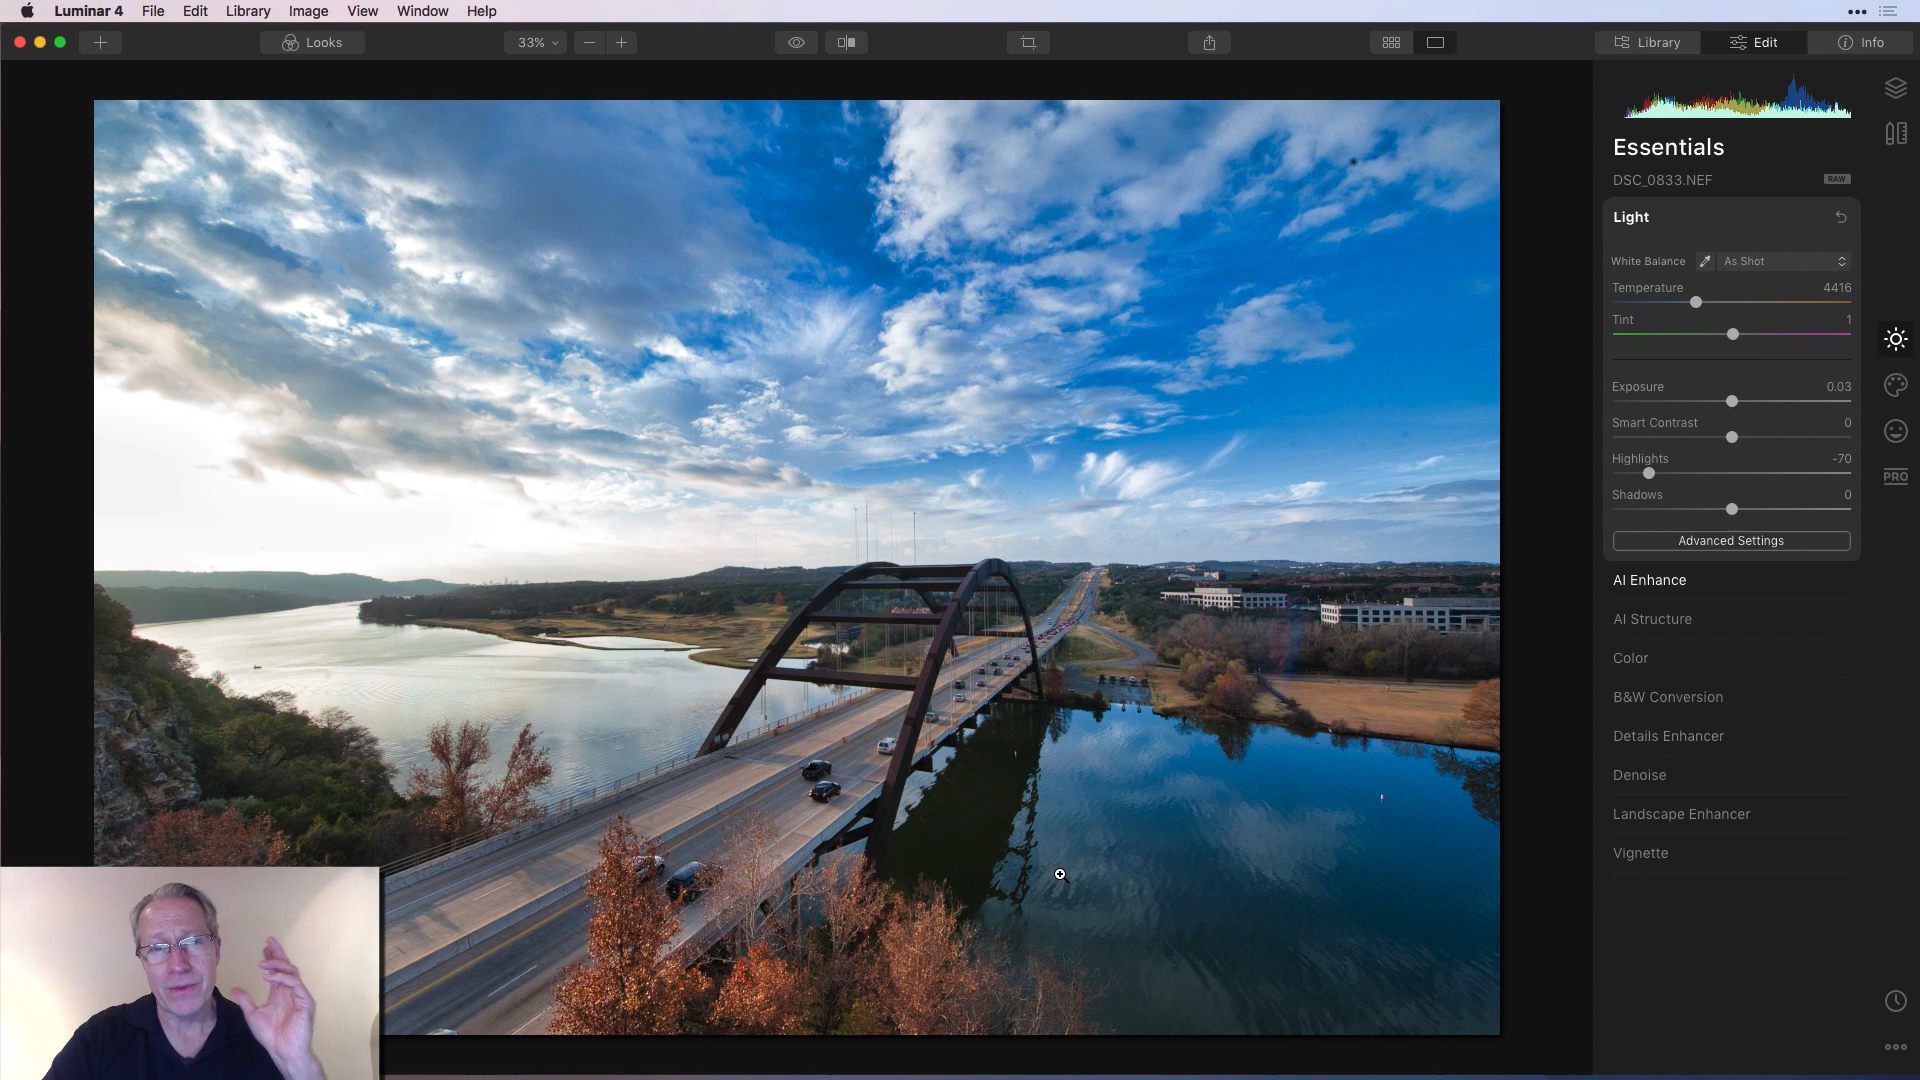 Luminar 4 File Edit Library Image View Window Help
Looks 33% Library Edit Info
Essentials
DSC_0833.NEF RAW
Light
White Balance As Shot
Temperature 4416
Tint 1
Exposure 0.03
Smart Contrast 0
Highlights -70
Shadows 0
Advanced Settings
AI Enhance
AI Structure
Color
B&W Conversion
Details Enhancer
Denoise
Landscape Enhancer
Vignette
PRO